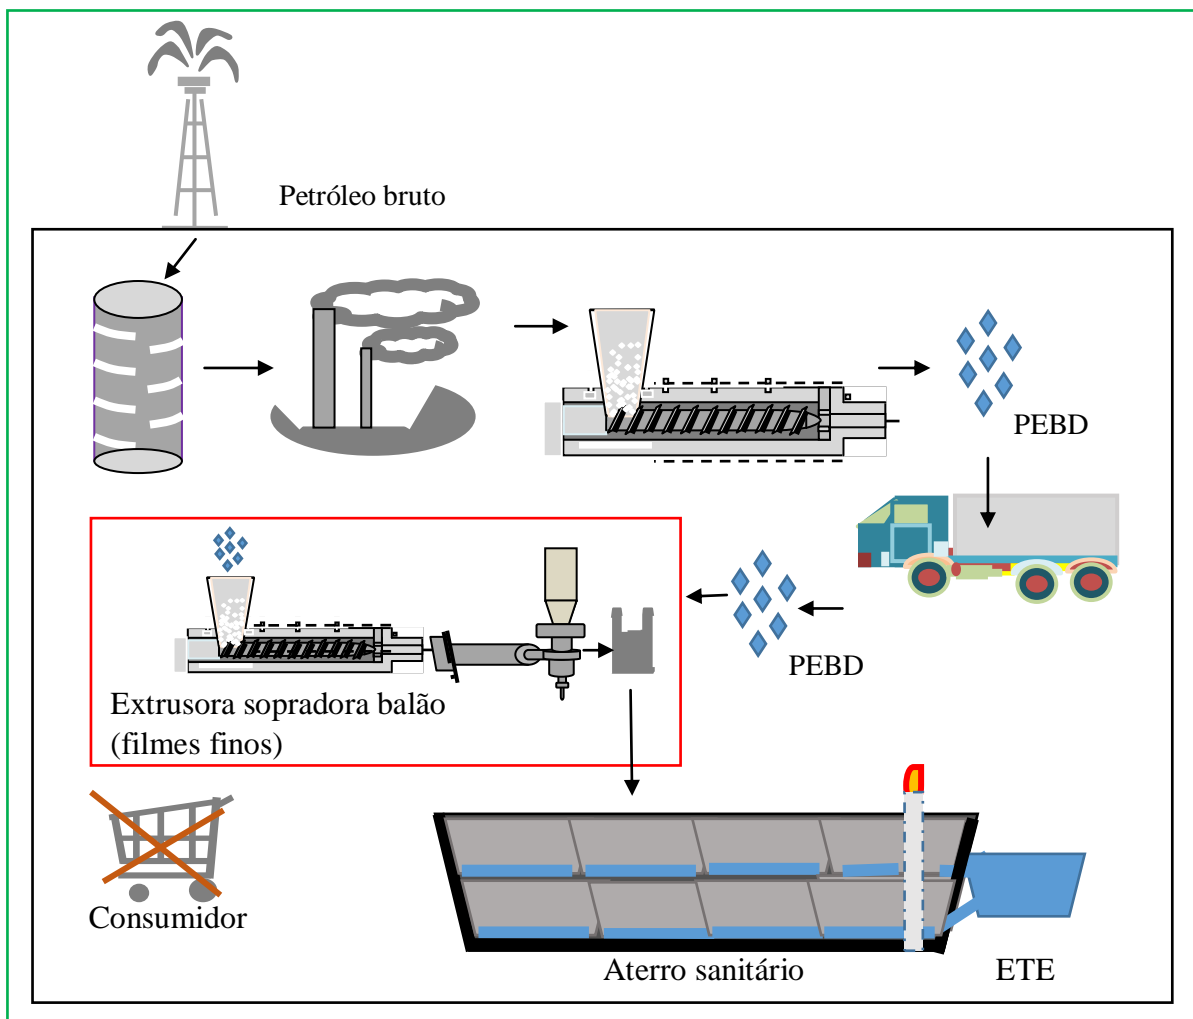 Petróleo bruto
PEBD
PEBD
Extrusora sopradora balão
(filmes finos)
Consumidor
Aterro sanitário
ETE